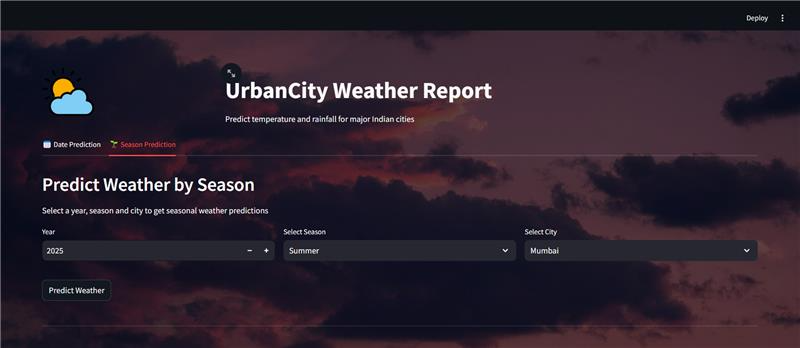 Deploy
UrbanCity Weather Report
Predict temperature and rainfall for major Indian cities
Date Prediction Season Prediction
Predict Weather by Season
Select a year, season and city to get seasonal weather predictions
Year Select Season Select City
2025 − + Summer Mumbai
Predict Weather